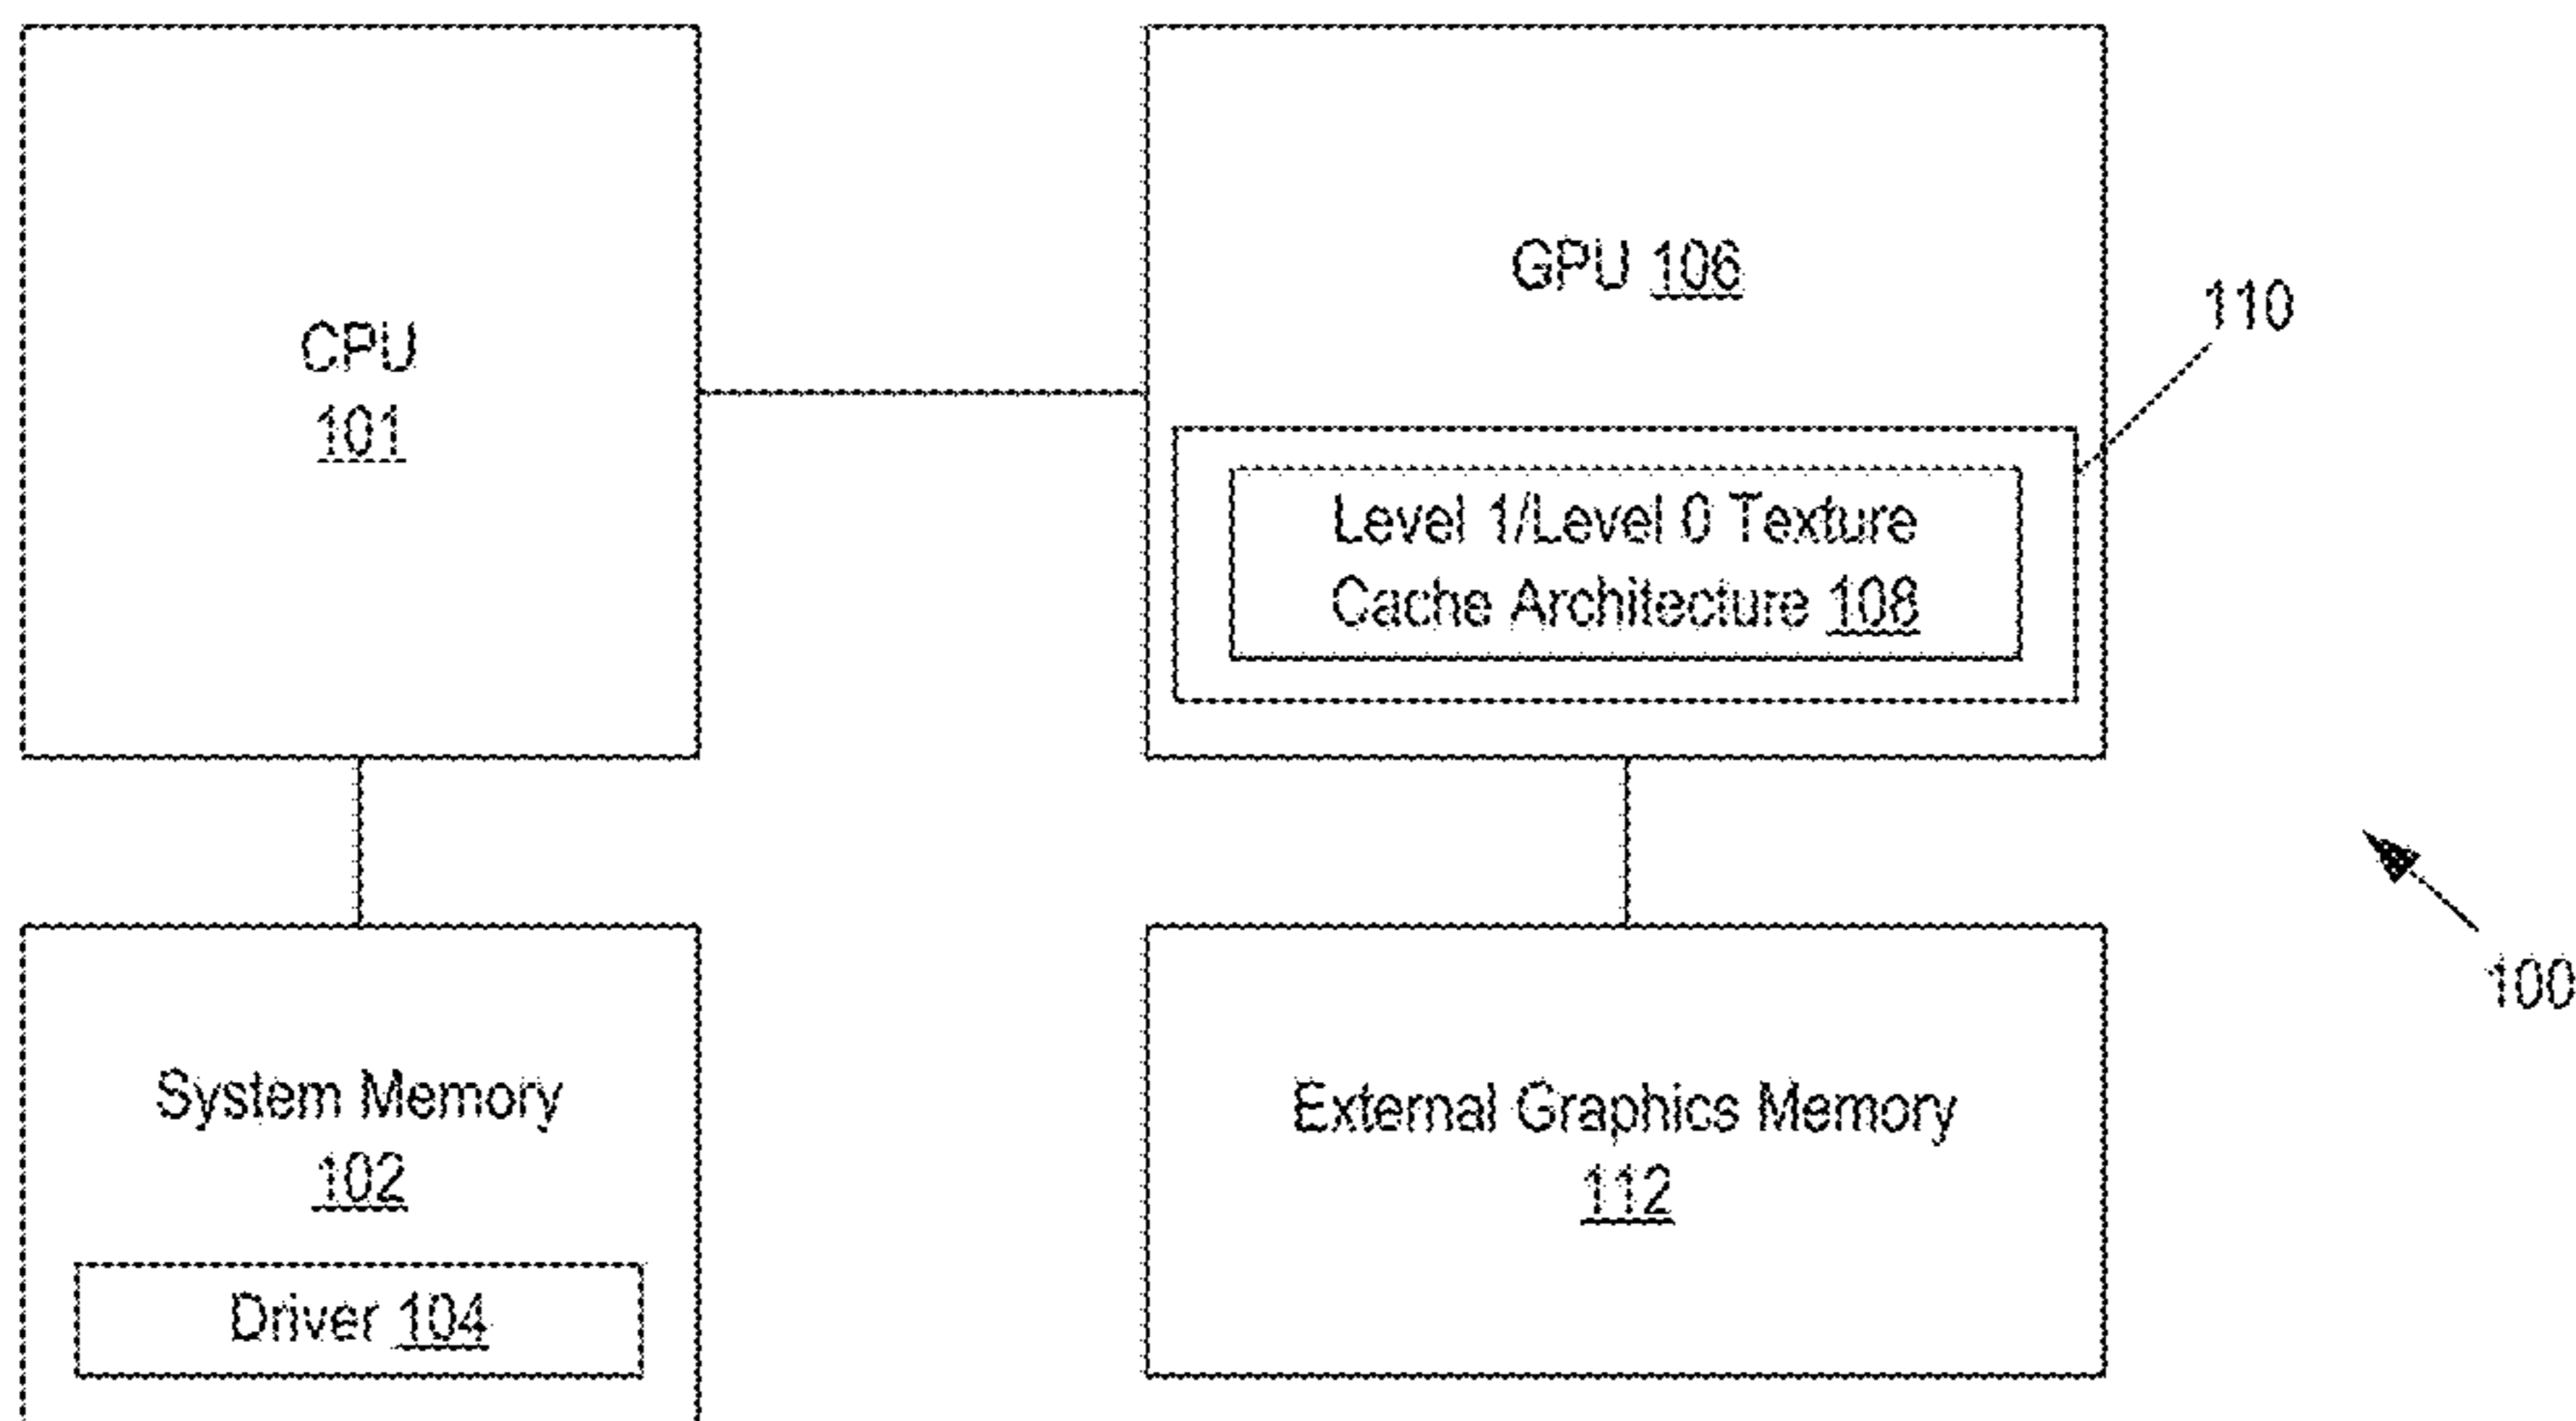 CPU
101
GPU 106
110
Level 1/Level 0 Texture
Cache Architecture 108
100
System Memory
102
Driver 104
External Graphics Memory
112